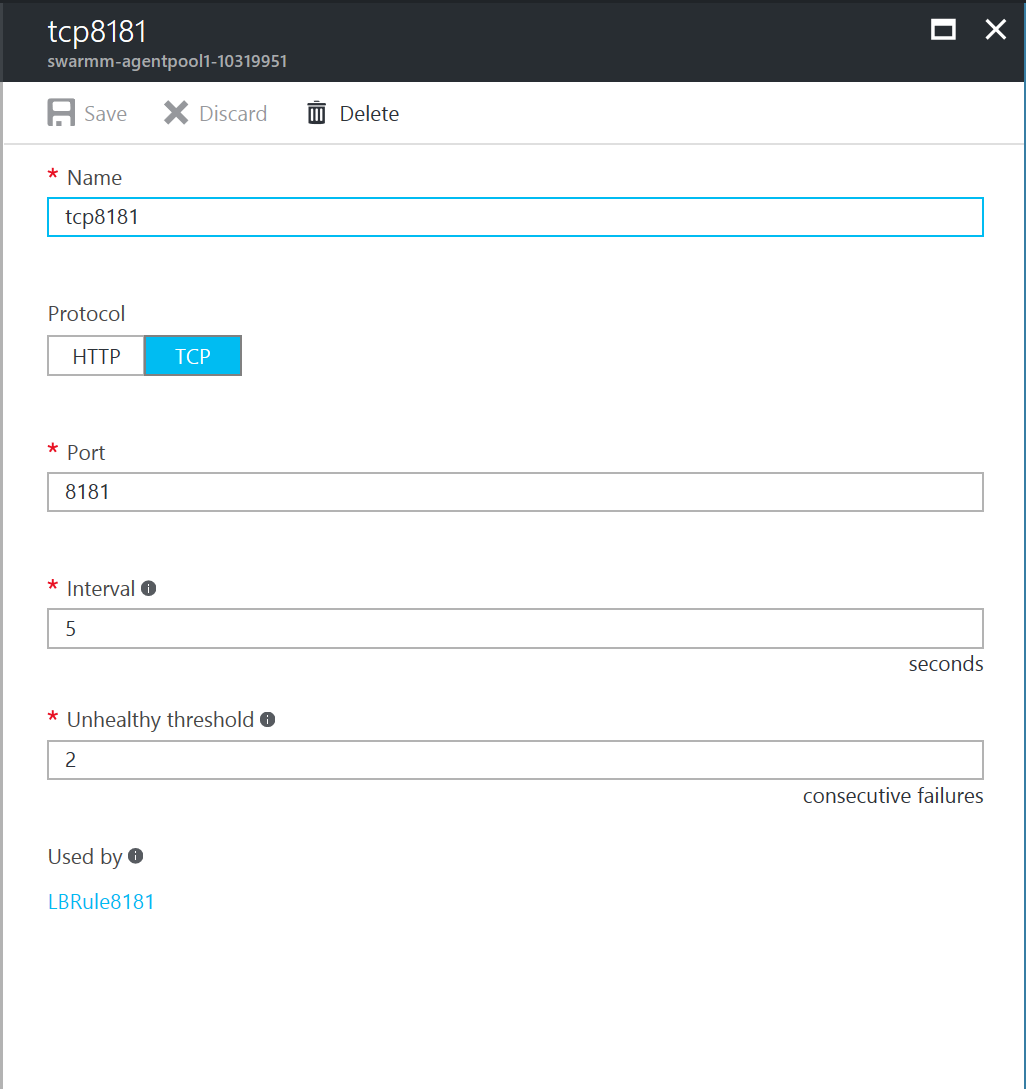 tcp8181
swarmm-agentpool1-10319951
Save Discard Delete
* Name
tcp8181
Protocol
HTTP TCP
* Port
8181
* Interval
5
seconds
* Unhealthy threshold
2
consecutive failures
Used by
LBRule8181